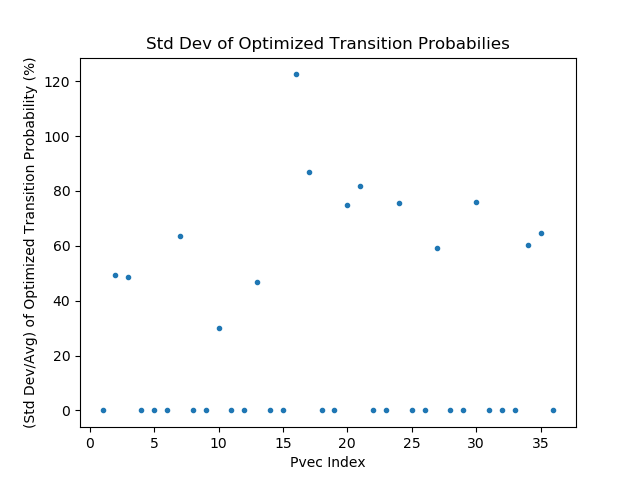 Std Dev of Optimized Transition Probabilies
(Std Dev/Avg) of Optimized Transition Probability (%)
120
100
80
60
40
20
0
0 5 10 15 20 25 30 35
Pvec Index